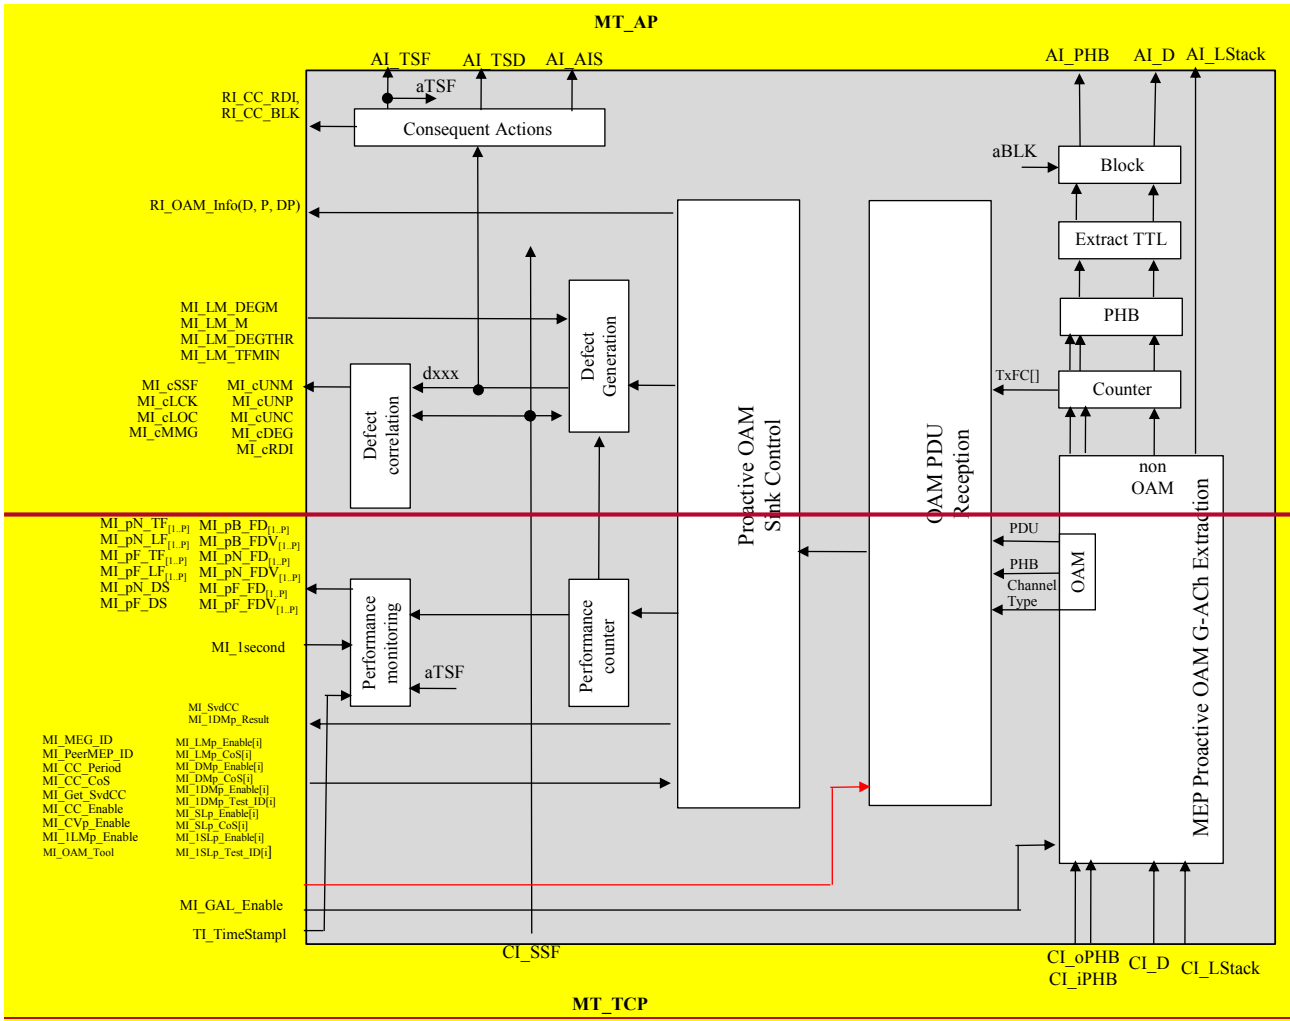 MT_AP
AI_TSF AI_TSD AI_AIS AI_PHB AI_D AI_LStack
aTSF
RI_CC_RDI,
RI_CC_BLK
Consequent Actions
aBLK
Block
RI_OAM_Info(D, P, DP)
Extract TTL
MI_LM_DEGM
MI_LM_M
MI_LM_DEGTHR
MI_LM_TFMIN
Defect
Generation
PHB
dxxx
TxFC[]
Counter
MI_cSSF MI_cUNM
MI_cLCK MI_cUNP
MI_cLOC MI_cUNC
MI_cMMG MI_cDEG
MI_cRDI
Defect
correlation
Proactive OAM
Sink Control
OAM PDU
Reception
non
OAM
MEP Proactive OAM G-ACh Extraction
MI_pN_TF[1..P] MI_pB_FD[1..P]
MI_pN_LF[1..P] MI_pB_FDV[1..P]
MI_pF_TF[1..P] MI_pN_FD[1..P]
MI_pF_LF[1..P] MI_pN_FDV[1..P]
MI_pN_DS MI_pF_FD[1..P]
MI_pF_DS MI_pF_FDV[1..P]
PDU
PHB
Channel
Type
OAM
MI_1second
Performance
monitoring
aTSF
Performance
counter
MI_SvdCC
MI_1DMp_Result
MI_MEG_ID MI_LMp_Enable[i]
MI_PeerMEP_ID MI_LMp_CoS[i]
MI_CC_Period MI_DMp_Enable[i]
MI_CC_CoS MI_DMp_CoS[i]
MI_Get_SvdCC MI_1DMp_Enable[i]
MI_CC_Enable MI_1DMp_Test_ID[i]
MI_CVp_Enable MI_SLp_Enable[i]
MI_1LMp_Enable MI_SLp_CoS[i]
MI_OAM_Tool MI_1SLp_Enable[i]
MI_1SLp_Test_ID[i]
MI_GAL_Enable
TI_TimeStampl
CI_SSF
CI_oPHB CI_D CI_LStack
CI_iPHB
MT_TCP